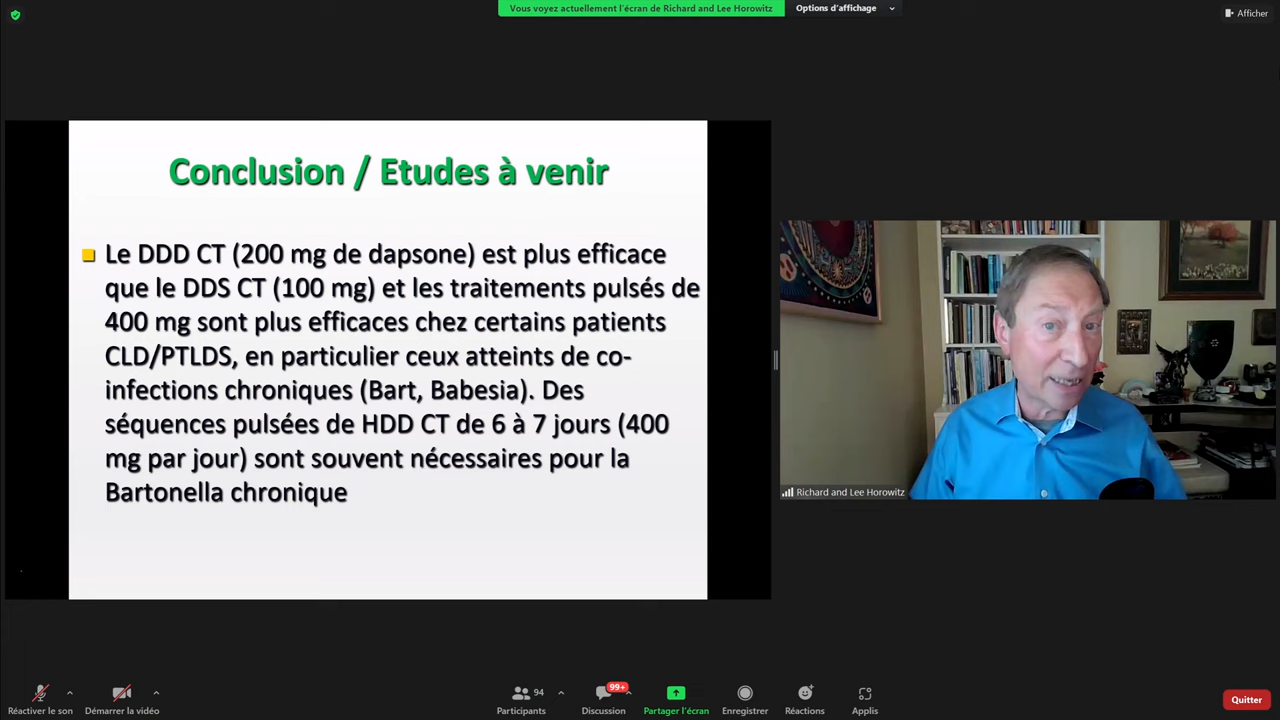 Vous voyez actuellement l'écran de Richard and Lee Horowitz
Options d'affichage
Afficher
Conclusion / Etudes à venir
Le DDD CT (200 mg de dapsone) est plus efficace
que le DDS CT (100 mg) et les traitements pulsés de
400 mg sont plus efficaces chez certains patients
CLD/PTLDS, en particulier ceux atteints de co-
infections chroniques (Bart, Babesia). Des
séquences pulsées de HDD CT de 6 à 7 jours (400
mg par jour) sont souvent nécessaires pour la
Bartonella chronique
Richard and Lee Horowitz
94
99+
Réactiver le son
Démarrer la vidéo
Participants
Discussion
Partager l'écran
Enregistrer
Réactions
Applis
Quitter